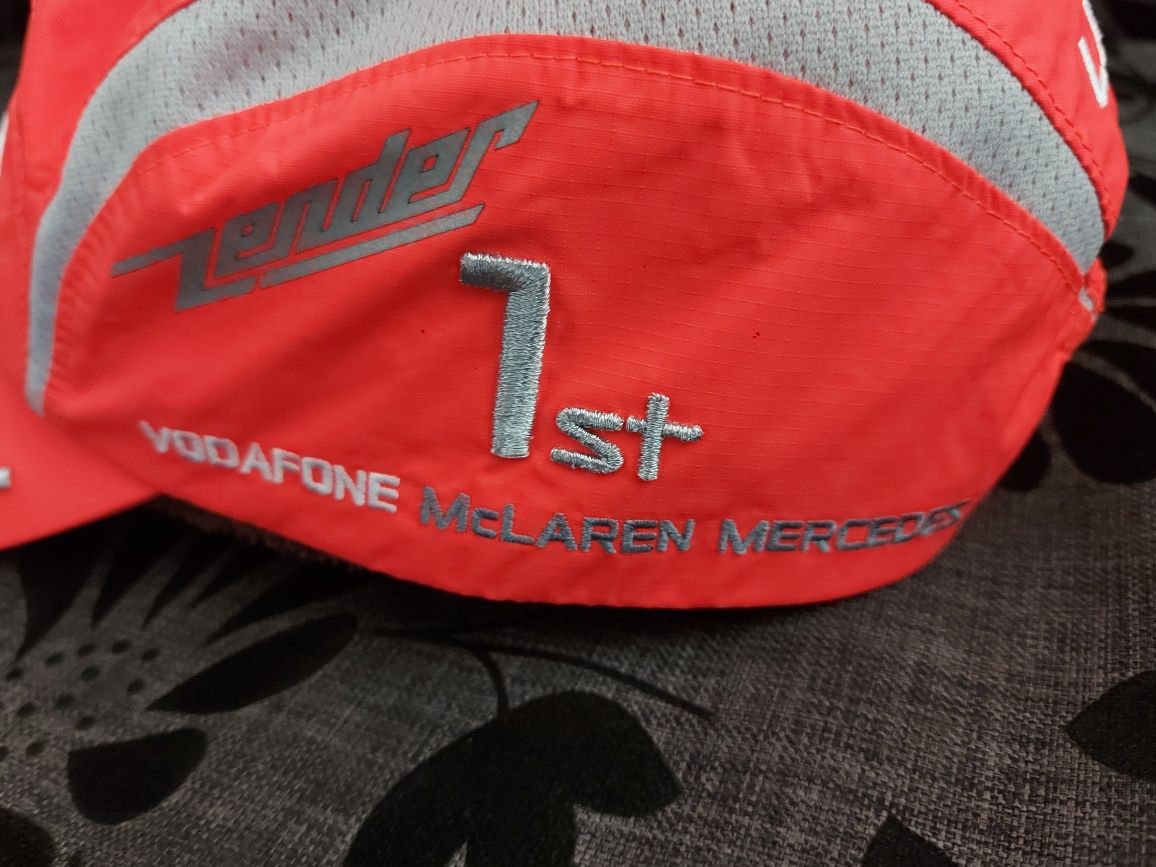 Zender
1st
VODAFONE McLAREN MERCEDES